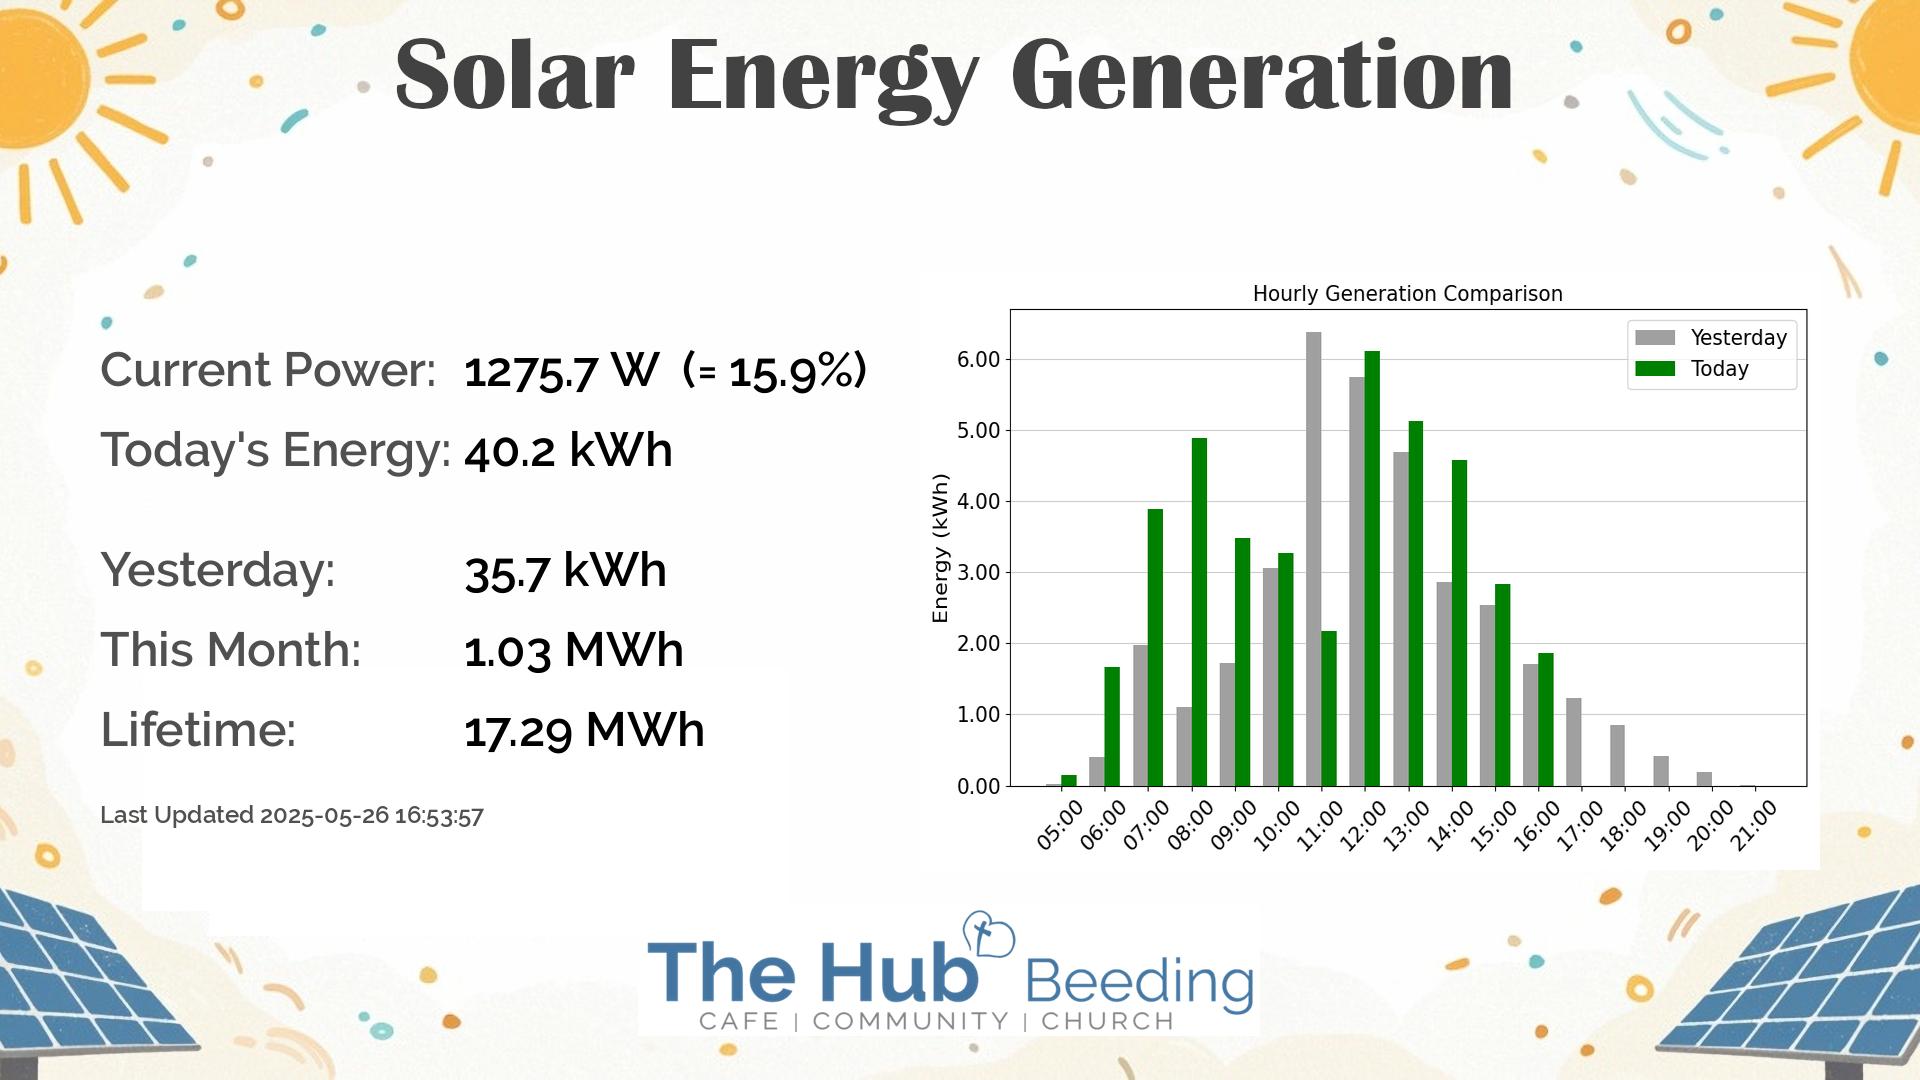 Solar Energy Generation
Current Power: 1275.7 W (= 15.9%)
Today's Energy: 40.2 kWh
Yesterday: 35.7 kWh
This Month: 1.03 MWh
Lifetime: 17.29 MWh
Last Updated 2025-05-26 16:53:57
Hourly Generation Comparison
Yesterday
Today
Energy (kWh)
6.00
5.00
4.00
3.00
2.00
1.00
0.00
05:00 06:00 07:00 08:00 09:00 10:00 11:00 12:00 13:00 14:00 15:00 16:00 17:00 18:00 19:00 20:00 21:00
The Hub Beeding
CAFE | COMMUNITY | CHURCH